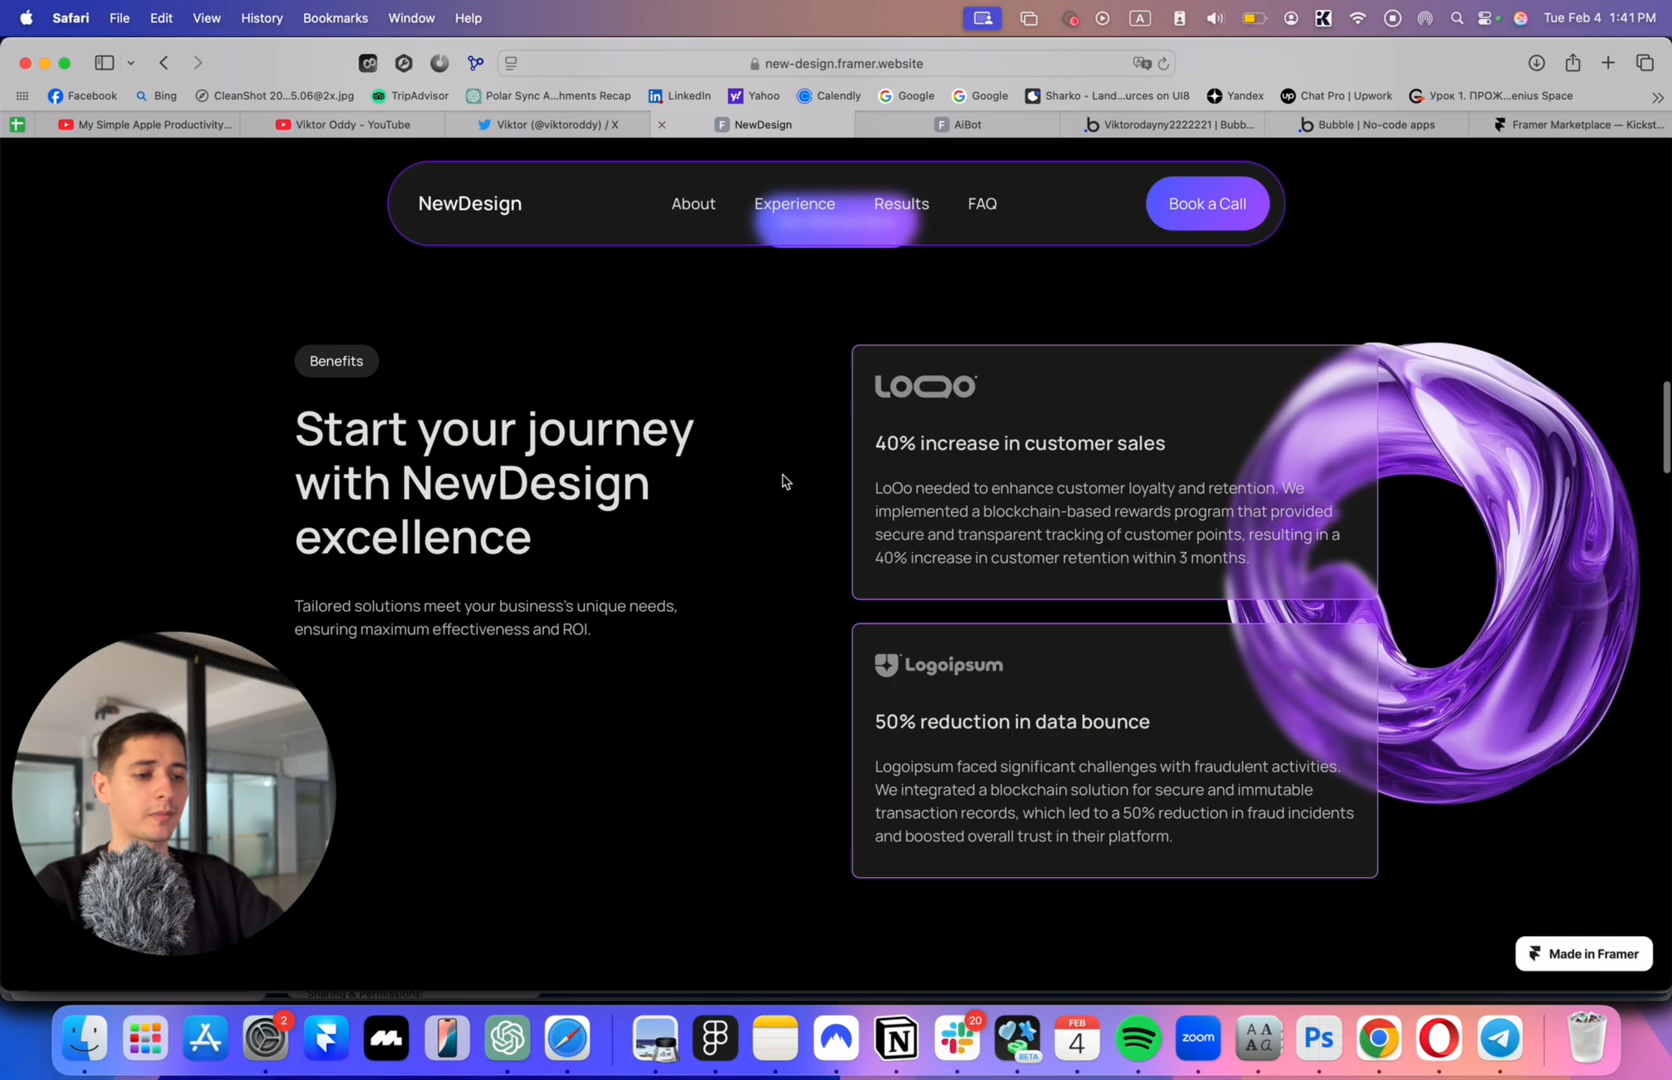 Safari File Edit View History Bookmarks Window Help
A
Tue Feb 4 1:41 PM
new-design.framer.website
Facebook
Bing
CleanShot 20...5.06@2x.jpg
TripAdvisor
Polar Sync A...hments Recap
LinkedIn
Yahoo
Calendly
Google
Google
Sharko - Land...urces on UI8
Yandex
Chat Pro | Upwork
Урок 1. ПРОЖ...enius Space
My Simple Apple Productivity...
Viktor Oddy - YouTube
Viktor (@viktoroddy) / X
NewDesign
AiBot
Viktorodayny2222221 | Bubb...
Bubble | No-code apps
Framer Marketplace — Kickst...
NewDesign
About
Experience
Results
FAQ
Book a Call
Benefits
Start your journey
with NewDesign
excellence
Tailored solutions meet your business's unique needs,
ensuring maximum effectiveness and ROI.
LOOO
40% increase in customer sales
LoOo needed to enhance customer loyalty and retention. We
implemented a blockchain-based rewards program that provided
secure and transparent tracking of customer points, resulting in a
40% increase in customer retention within 3 months.
Logoipsum
50% reduction in data bounce
Logoipsum faced significant challenges with fraudulent activities.
We integrated a blockchain solution for secure and immutable
transaction records, which led to a 50% reduction in fraud incidents
and boosted overall trust in their platform.
Made in Framer
Sharing & Permissions:
2
20
BETA
FEB
4
zoom
A A
A a
Ps